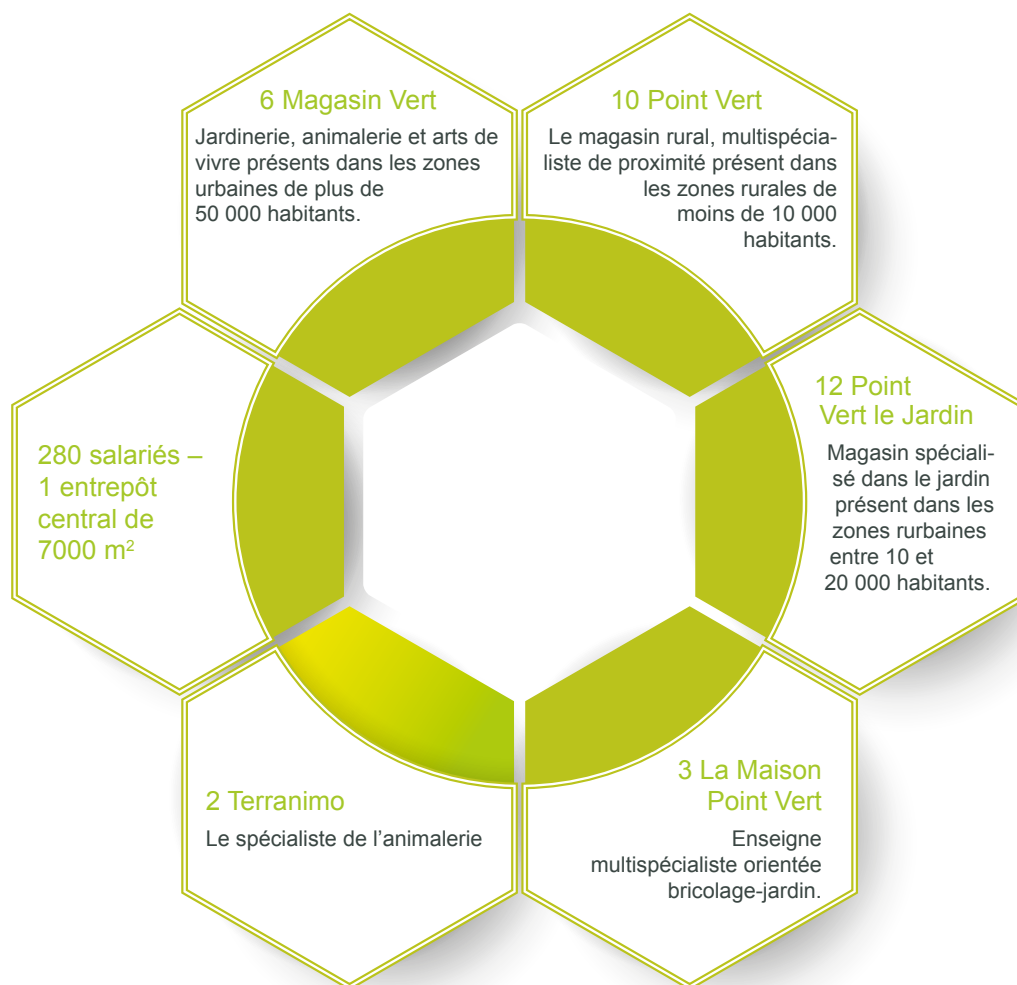 6 Magasin Vert
Jardinerie, animalerie et arts de
vivre présents dans les zones
urbaines de plus de
50 000 habitants.
10 Point Vert
Le magasin rural, multispécia-
liste de proximité présent dans
les zones rurales de
moins de 10 000
habitants.
12 Point
Vert le Jardin
Magasin spéciali-
sé dans le jardin
présent dans les
zones rurbaines
entre 10 et
20 000 habitants.
280 salariés –
1 entrepôt
central de
7000 m²
2 Terranimo
Le spécialiste de l’animalerie
3 La Maison
Point Vert
Enseigne
multispécialiste orientée
bricolage-jardin.